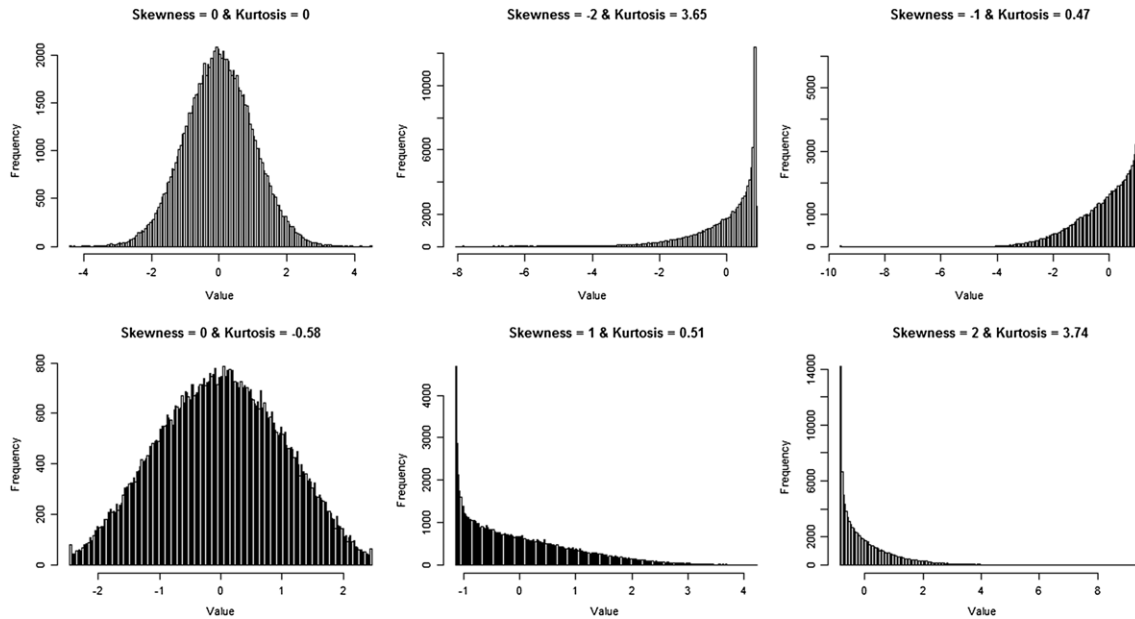 Skewness = 0 & Kurtosis = 0
Frequency
2000
1500
1000
500
0
-4 -2 0 2 4
Value
Skewness = -2 & Kurtosis = 3.65
Frequency
12000
10000
8000
6000
4000
2000
0
-8 -6 -4 -2 0
Value
Skewness = -1 & Kurtosis = 0.47
Frequency
5000
3000
1000
0
-10 -8 -6 -4 -2 0
Value
Skewness = 0 & Kurtosis = -0.58
Frequency
800
600
400
200
0
-2 -1 0 1 2
Value
Skewness = 1 & Kurtosis = 0.51
Frequency
4000
3000
2000
1000
0
-1 0 1 2 3 4
Value
Skewness = 2 & Kurtosis = 3.74
Frequency
14000
10000
6000
4000
2000
0
0 2 4 6 8
Value